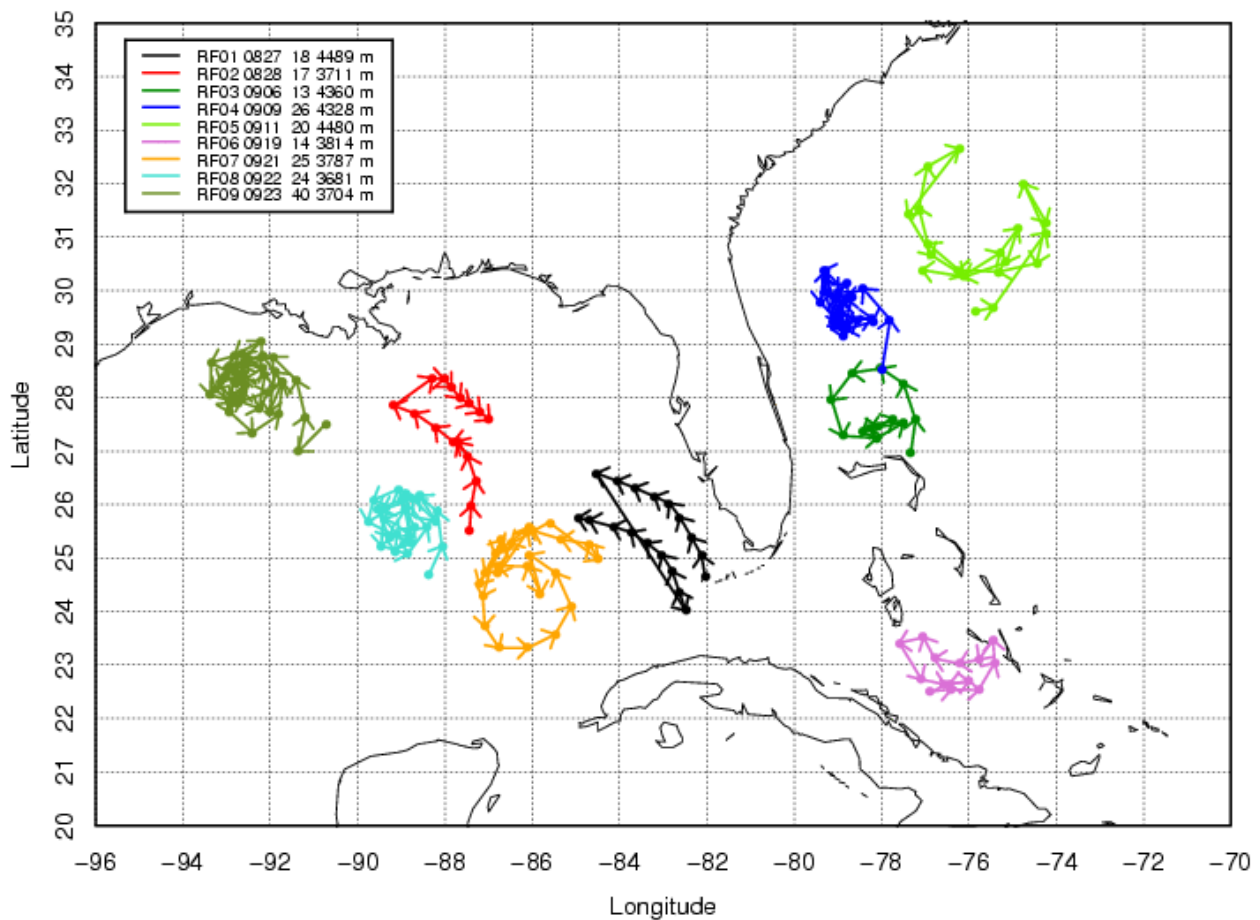 RF01 0827 18 4489 m
RF02 0828 17 3711 m
RF03 0906 13 4360 m
RF04 0909 26 4328 m
RF05 0911 20 4480 m
RF06 0919 14 3814 m
RF07 0921 25 3787 m
RF08 0922 24 3681 m
RF09 0923 40 3704 m
35
34
33
32
31
30
29
28
27
26
25
24
23
22
21
20
Latitude
−96 −94 −92 −90 −88 −86 −84 −82 −80 −78 −76 −74 −72 −70
Longitude